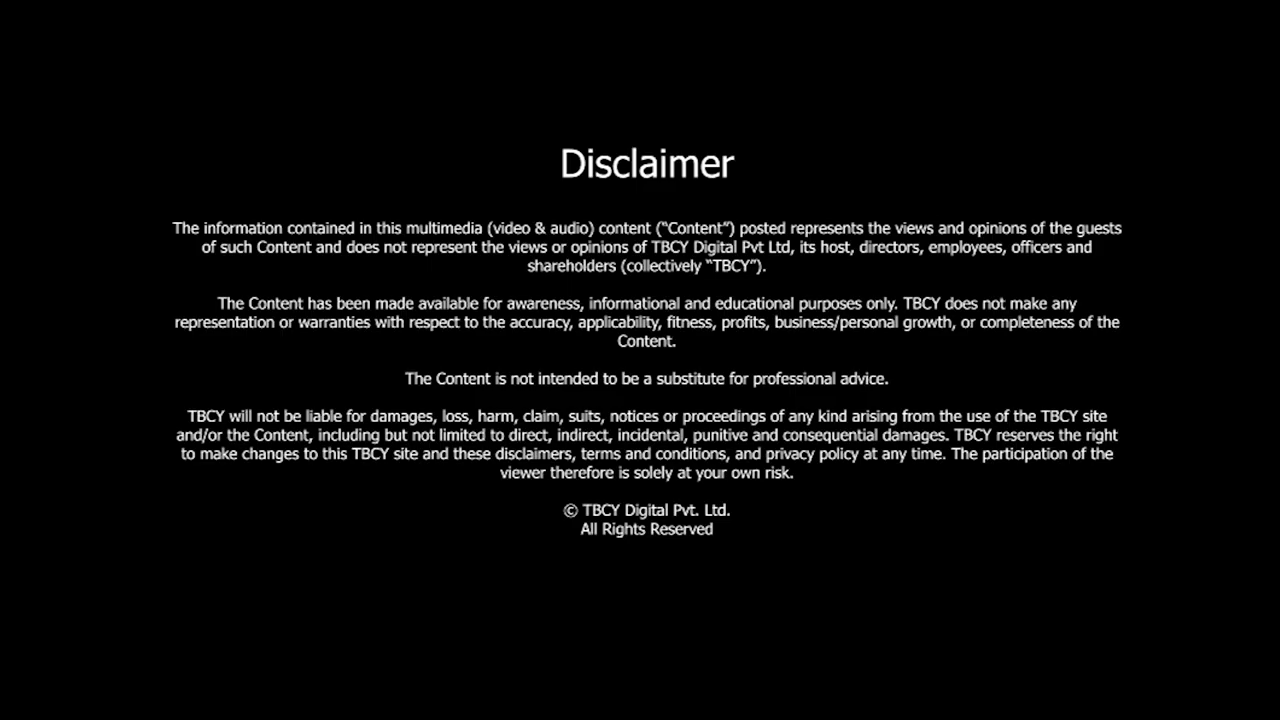 Disclaimer
The information contained in this multimedia (video & audio) content (“Content”) posted represents the views and opinions of the guests
of such Content and does not represent the views or opinions of TBCY Digital Pvt Ltd, its host, directors, employees, officers and
shareholders (collectively “TBCY”).
The Content has been made available for awareness, informational and educational purposes only. TBCY does not make any
representation or warranties with respect to the accuracy, applicability, fitness, profits, business/personal growth, or completeness of the
Content.
The Content is not intended to be a substitute for professional advice.
TBCY will not be liable for damages, loss, harm, claim, suits, notices or proceedings of any kind arising from the use of the TBCY site
and/or the Content, including but not limited to direct, indirect, incidental, punitive and consequential damages. TBCY reserves the right
to make changes to this TBCY site and these disclaimers, terms and conditions, and privacy policy at any time. The participation of the
viewer therefore is solely at your own risk.
© TBCY Digital Pvt. Ltd.
All Rights Reserved